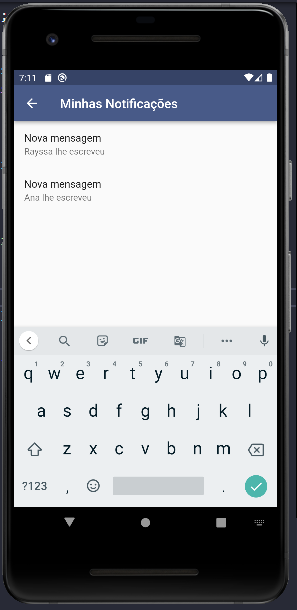 7:11
Minhas Notificações
Nova mensagem
Rayssa lhe escreveu
Nova mensagem
Ana lhe escreveu
GIF
1 2 3 4 5 6 7 8 9 0
q w e r t y u i o p
a s d f g h j k l
z x c v b n m
?123 , .